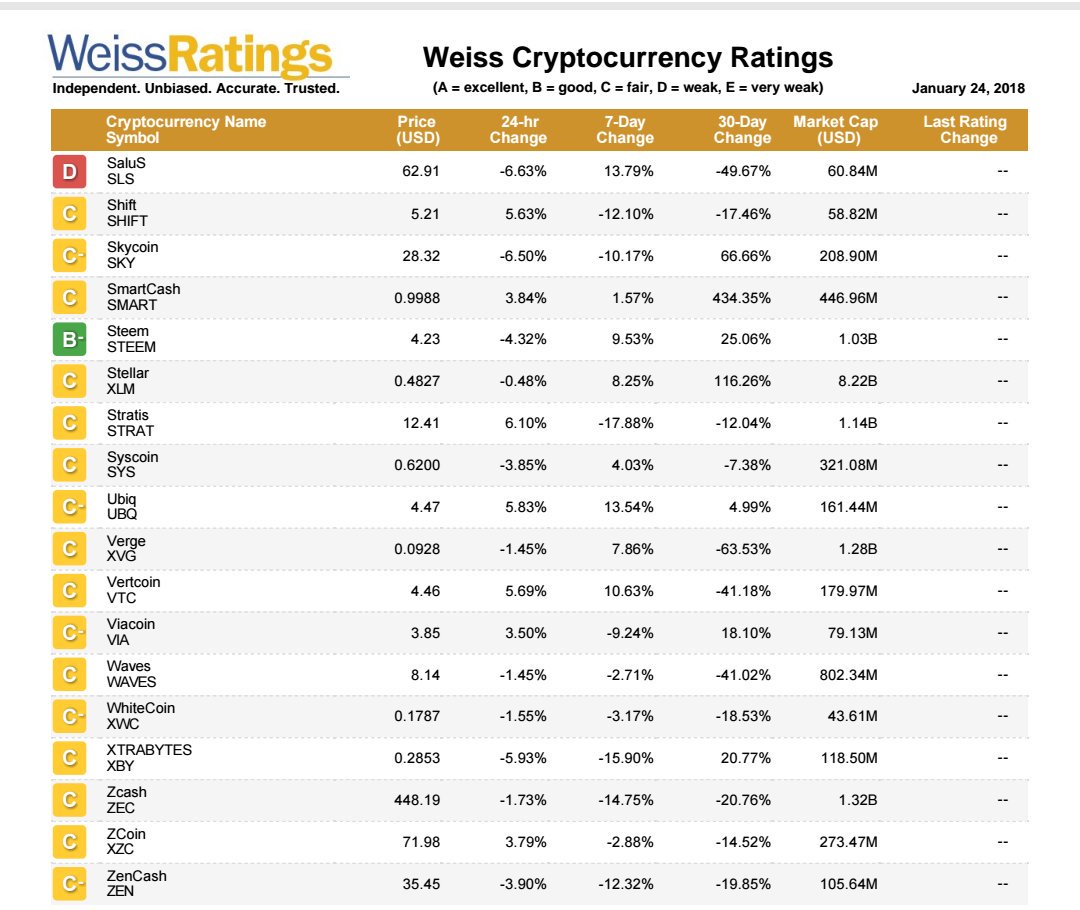 WeissRatings
Independent. Unbiased. Accurate. Trusted.
Weiss Cryptocurrency Ratings
(A = excellent, B = good, C = fair, D = weak, E = very weak)
January 24, 2018
Cryptocurrency Name Price 24-hr 7-Day 30-Day Market Cap Last Rating
Symbol (USD) Change Change Change (USD) Change
D SaluS 62.91 -6.63% 13.79% -49.67% 60.84M --
SLS
C Shift 5.21 5.63% -12.10% -17.46% 58.82M --
SHIFT
C- Skycoin 28.32 -6.50% -10.17% 66.66% 208.90M --
SKY
C SmartCash 0.9988 3.84% 1.57% 434.35% 446.96M --
SMART
B- Steem 4.23 -4.32% 9.53% 25.06% 1.03B --
STEEM
C Stellar 0.4827 -0.48% 8.25% 116.26% 8.22B --
XLM
C Stratis 12.41 6.10% -17.88% -12.04% 1.14B --
STRAT
C Syscoin 0.6200 -3.85% 4.03% -7.38% 321.08M --
SYS
C- Ubiq 4.47 5.83% 13.54% 4.99% 161.44M --
UBQ
C Verge 0.0928 -1.45% 7.86% -63.53% 1.28B --
XVG
C Vertcoin 4.46 5.69% 10.63% -41.18% 179.97M --
VTC
C- Viacoin 3.85 3.50% -9.24% 18.10% 79.13M --
VIA
C Waves 8.14 -1.45% -2.71% -41.02% 802.34M --
WAVES
C- WhiteCoin 0.1787 -1.55% -3.17% -18.53% 43.61M --
XWC
C XTRABYTES 0.2853 -5.93% -15.90% 20.77% 118.50M --
XBY
C Zcash 448.19 -1.73% -14.75% -20.76% 1.32B --
ZEC
C ZCoin 71.98 3.79% -2.88% -14.52% 273.47M --
XZC
C- ZenCash 35.45 -3.90% -12.32% -19.85% 105.64M --
ZEN